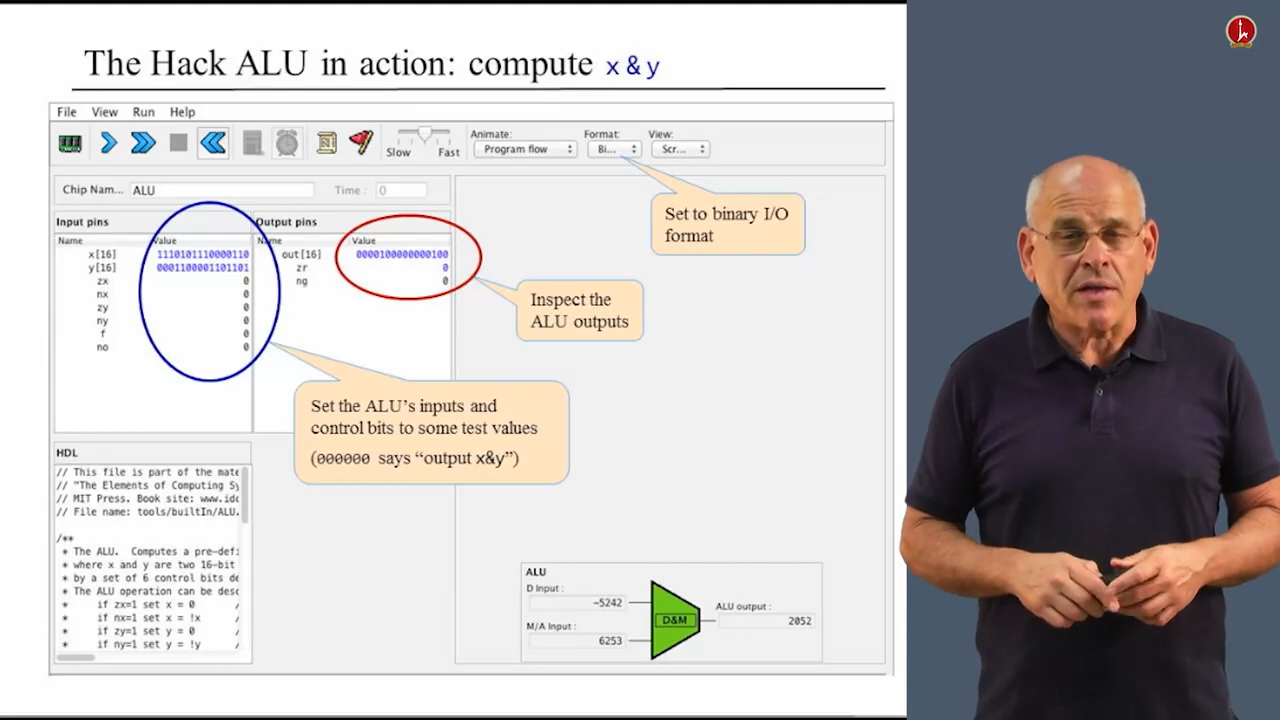 The Hack ALU in action: compute x & y
File View Run Help
Slow Fast
Animate:
Program flow
Format:
Bi...
View:
Scr...
Set to binary I/O
format
Chip Nam... ALU
Time : 0
Input pins
Name Value
x[16] 1110101110000110
y[16] 0001100001101101
zx 0
nx 0
zy 0
ny 0
f 0
no 0
Output pins
Name Value
out[16] 0000100000000100
zr 0
ng 0
Inspect the
ALU outputs
Set the ALU’s inputs and
control bits to some test values
(000000 says “output x&y”)
HDL
// This file is part of the mate
// "The Elements of Computing Sy
// MIT Press. Book site: www.ide
// File name: tools/builtIn/ALU.
/**
* The ALU. Computes a pre-defi
* where x and y are two 16-bit
* by a set of 6 control bits de
* The ALU operation can be desc
* if zx=1 set x = 0 /
* if nx=1 set x = !x /
* if zy=1 set y = 0 /
* if ny=1 set y = !y /
ALU
D Input :
-5242
M/A Input :
6253
D&M
ALU output :
2052